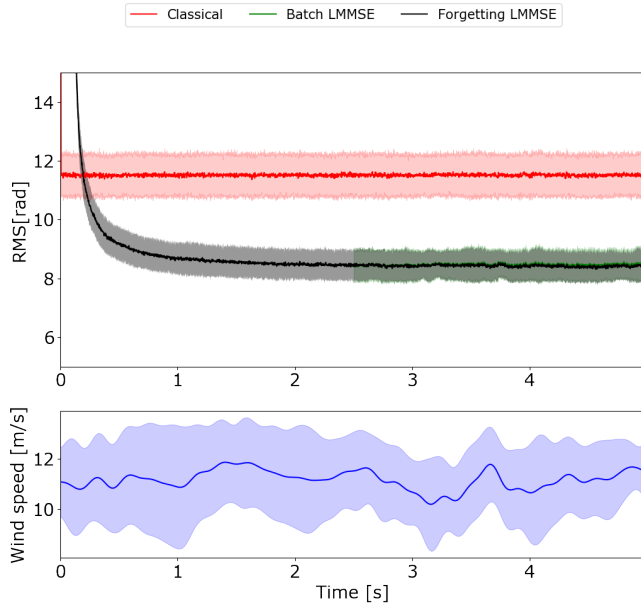 Classical Batch LMMSE Forgetting LMMSE
RMS[rad]
14
12
10
8
6
0 1 2 3 4
Wind speed [m/s]
12
10
0 1 2 3 4
Time [s]